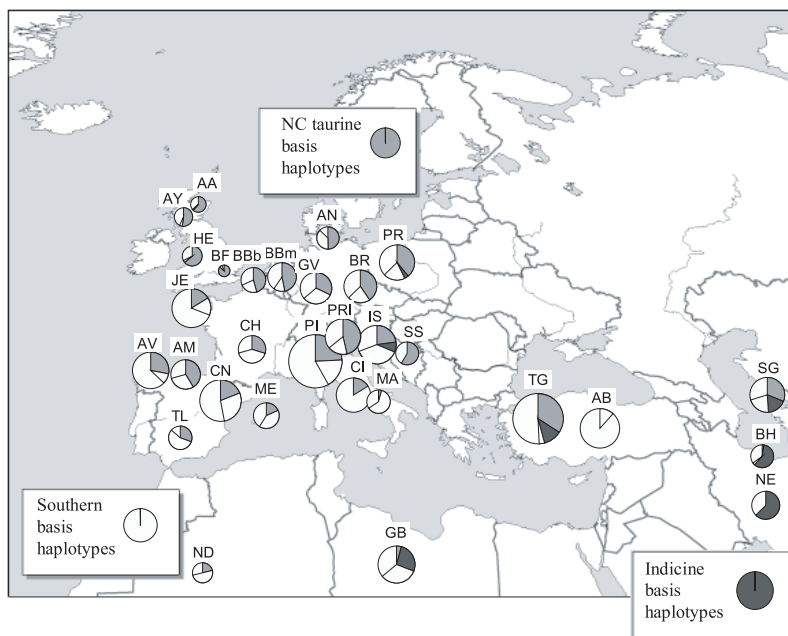 NC taurine
basis
haplotypes
AA
AY
AN
HE
PR
BF
BBb
BBm
GV
BR
JE
PRI
CH
PI
IS
SS
AV
AM
CI
MA
CN
ME
TG
AB
SG
TL
BH
NE
Southern
basis
haplotypes
GB
ND
Indicine
basis
haplotypes